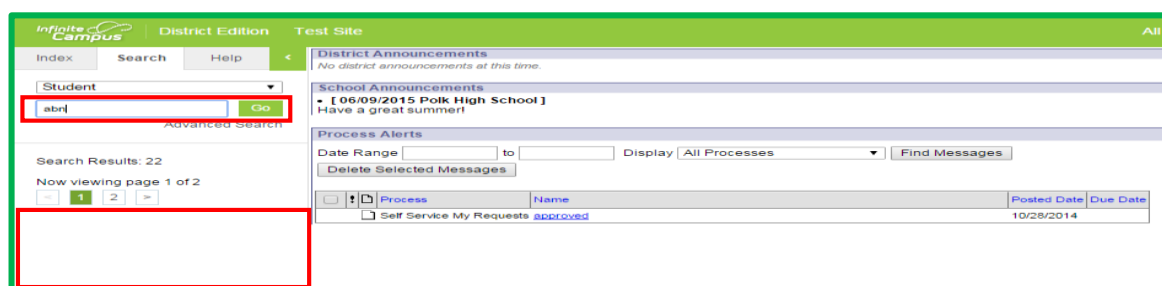 Infinite Campus District Edition Test Site All
Index Search Help <
Student
abn Go
Advanced Search
Search Results: 22
Now viewing page 1 of 2
< 1 2 >
District Announcements
No district announcements at this time.
School Announcements
• [ 06/09/2015 Polk High School ]
Have a great summer!
Process Alerts
Date Range to Display All Processes Find Messages
Delete Selected Messages
! Process Name Posted Date Due Date
Self Service My Requests approved 10/28/2014